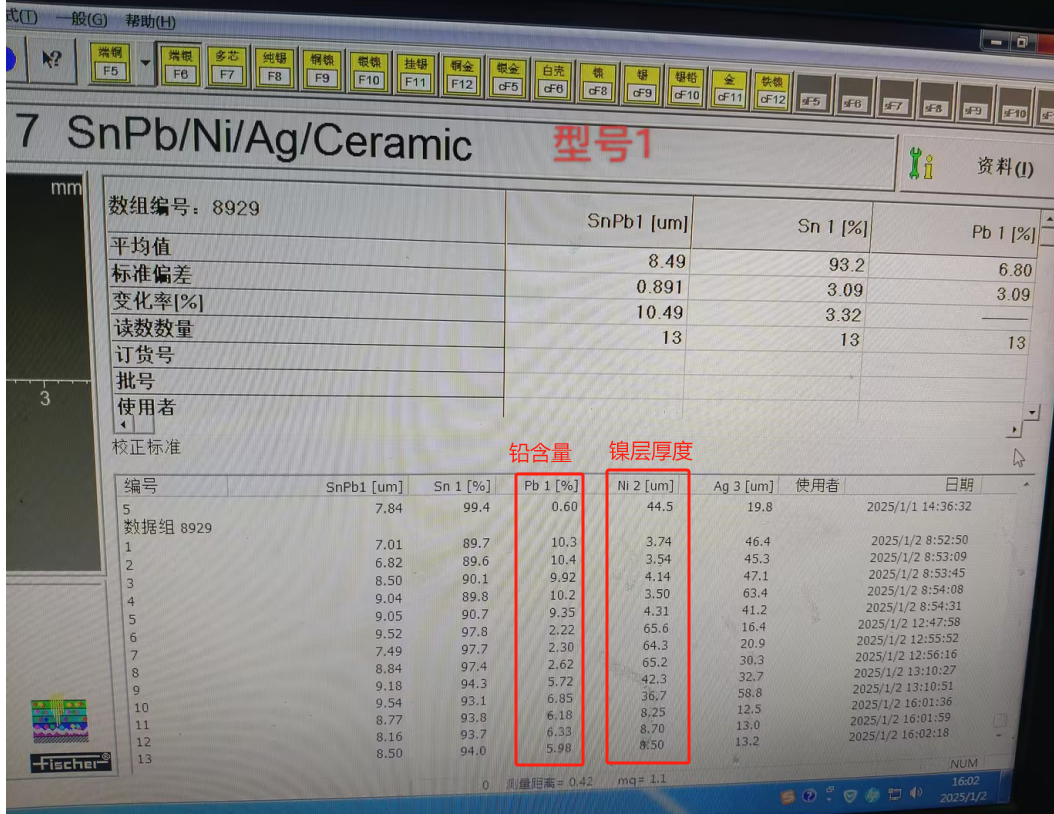 式(T) 一般(G) 帮助(H)
端铜 端银 多芯 纯锡 铜镍 银镍 挂锡 铜金 银金 白壳 镍 锡 锡铅 金 铁镍
F5 F6 F7 F8 F9 F10 F11 F12 cF5 cF6 cF8 cF9 cF10 cF11 cF12 sF5 sF6 sF7 sF8 sF9 sF10
7 SnPb/Ni/Ag/Ceramic 型号1
资料(I)
mm
数组编号: 8929 SnPb1 [um] Sn 1 [%] Pb 1 [%]
平均值 8.49 93.2 6.80
标准偏差 0.891 3.09 3.09
变化率[%] 10.49 3.32 ——
读数数量 13 13 13
订货号
批号
使用者
3
校正标准
铅含量 镍层厚度
编号 SnPb1 [um] Sn 1 [%] Pb 1 [%] Ni 2 [um] Ag 3 [um] 使用者 日期
5 7.84 99.4 0.60 44.5 19.8 2025/1/1 14:36:32
数据组 8929
1 7.01 89.7 10.3 3.74 46.4 2025/1/2 8:52:50
2 6.82 89.6 10.4 3.54 45.3 2025/1/2 8:53:09
3 8.50 90.1 9.92 4.14 47.1 2025/1/2 8:53:45
4 9.04 89.8 10.2 3.50 63.4 2025/1/2 8:54:08
5 9.05 90.7 9.35 4.31 41.2 2025/1/2 8:54:31
6 9.52 97.8 2.22 65.6 16.4 2025/1/2 12:47:58
7 7.49 97.7 2.30 64.3 20.9 2025/1/2 12:55:52
8 8.84 97.4 2.62 65.2 30.3 2025/1/2 12:56:16
9 9.18 94.3 5.72 42.3 32.7 2025/1/2 13:10:27
10 9.54 93.1 6.85 36.7 58.8 2025/1/2 13:10:51
11 8.77 93.8 6.18 8.25 12.5 2025/1/2 16:01:36
12 8.16 93.7 6.33 8.70 13.0 2025/1/2 16:01:59
13 8.50 94.0 5.98 8.50 13.2 2025/1/2 16:02:18
Fischer®
0 测量距离= 0.42 mq= 1.1 NUM
16:02
2025/1/2